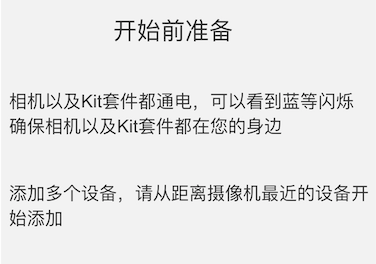 开始前准备
相机以及Kit套件都通电，可以看到蓝等闪烁
确保相机以及Kit套件都在您的身边
添加多个设备，请从距离摄像机最近的设备开
始添加